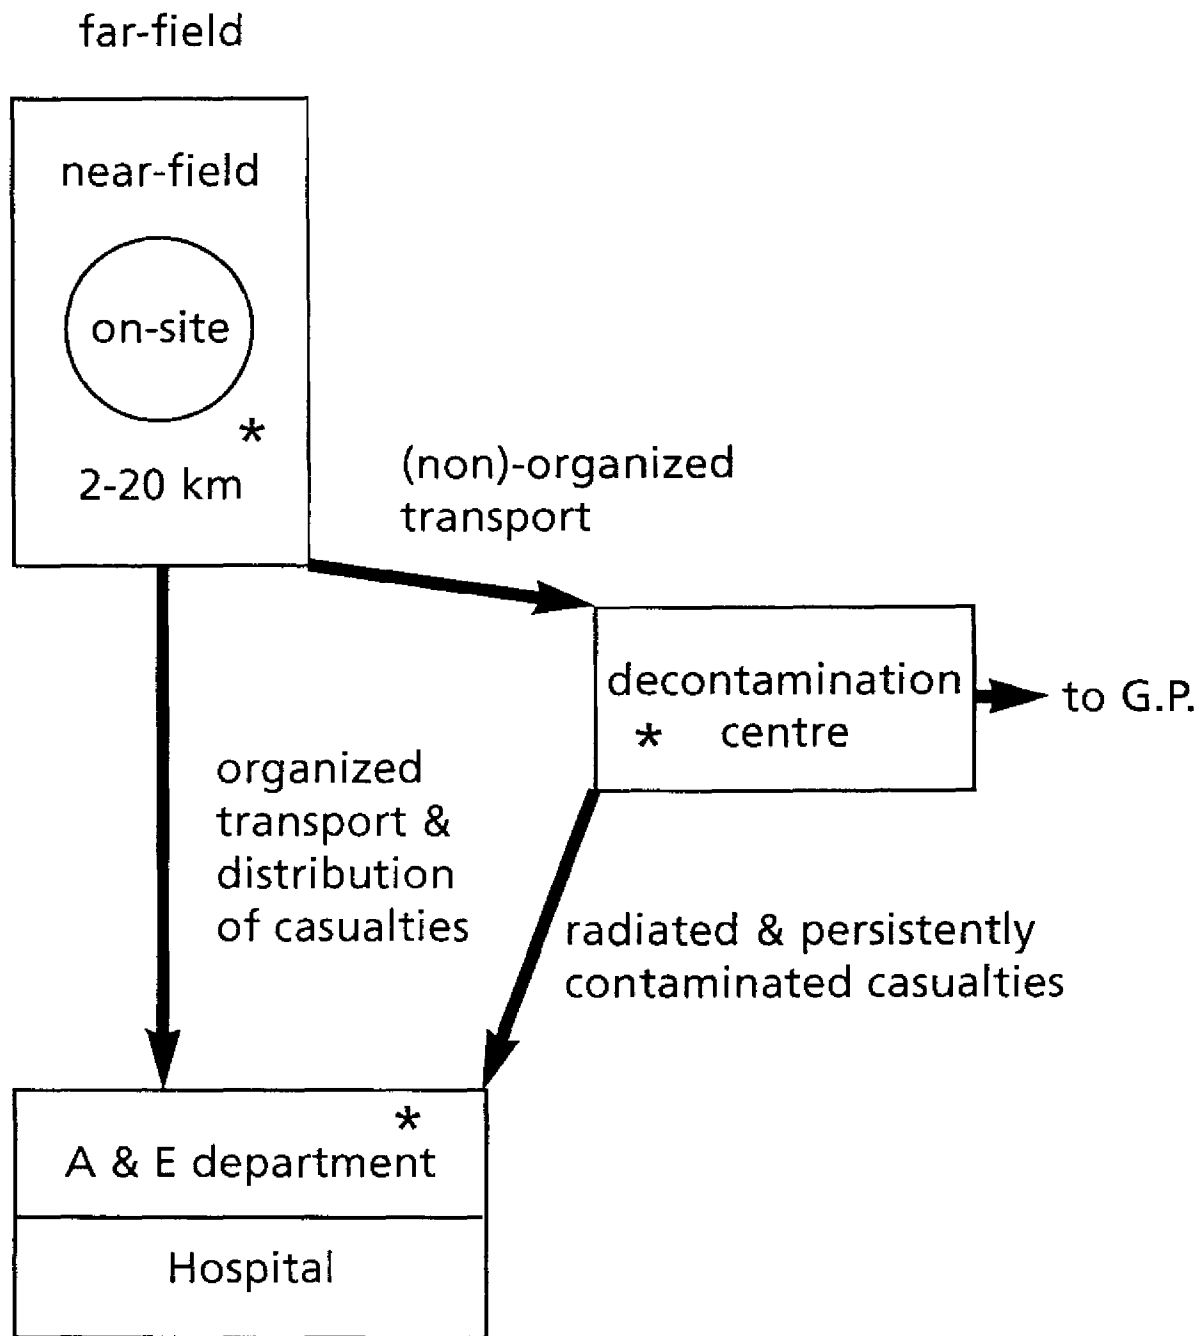 far-field
near-field
on-site
*
2-20 km
(non)-organized
transport
decontamination
* centre
to G.P.
organized
transport &
distribution
of casualties
radiated & persistently
contaminated casualties
*
A & E department
Hospital